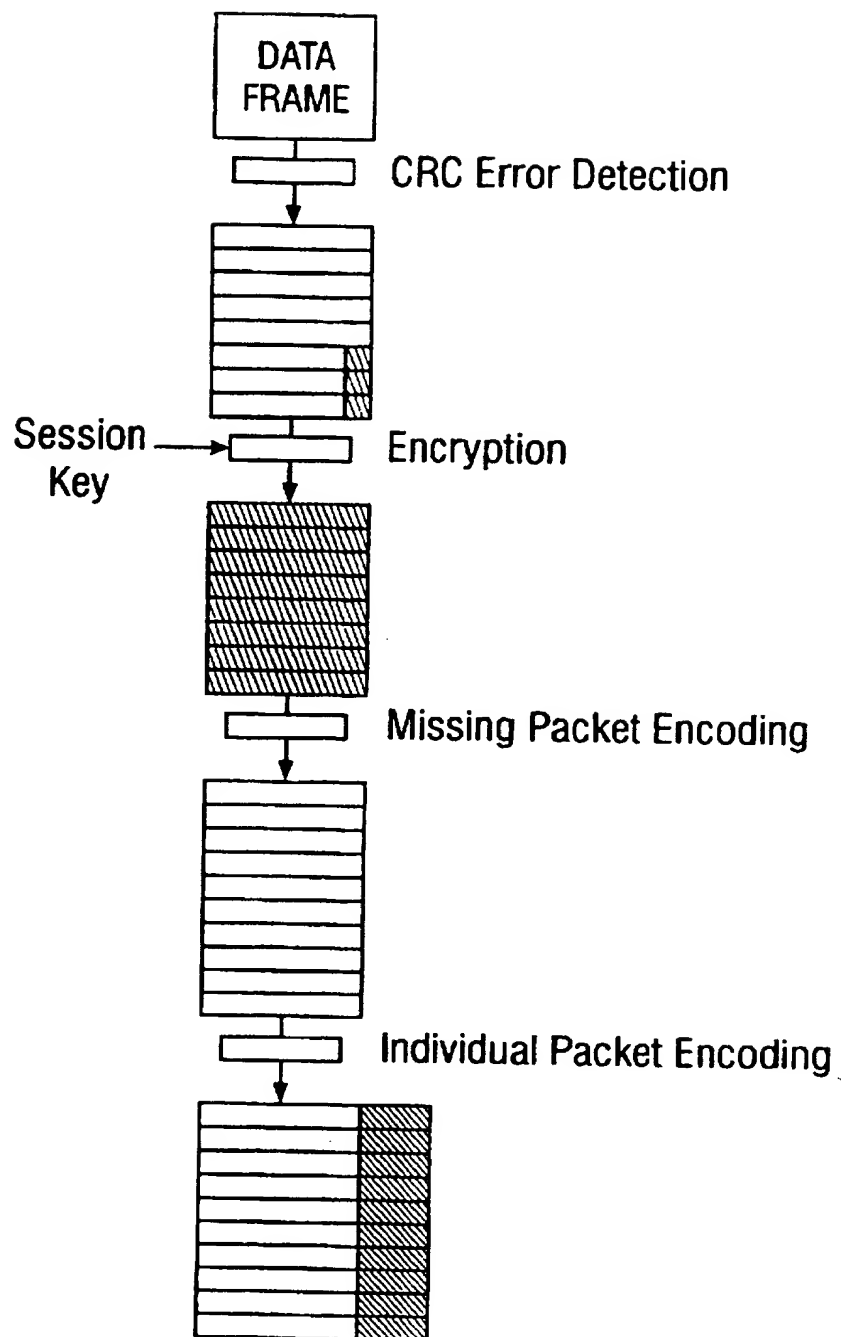 DATA
FRAME
CRC Error Detection
Session
Key
Encryption
Missing Packet Encoding
Individual Packet Encoding